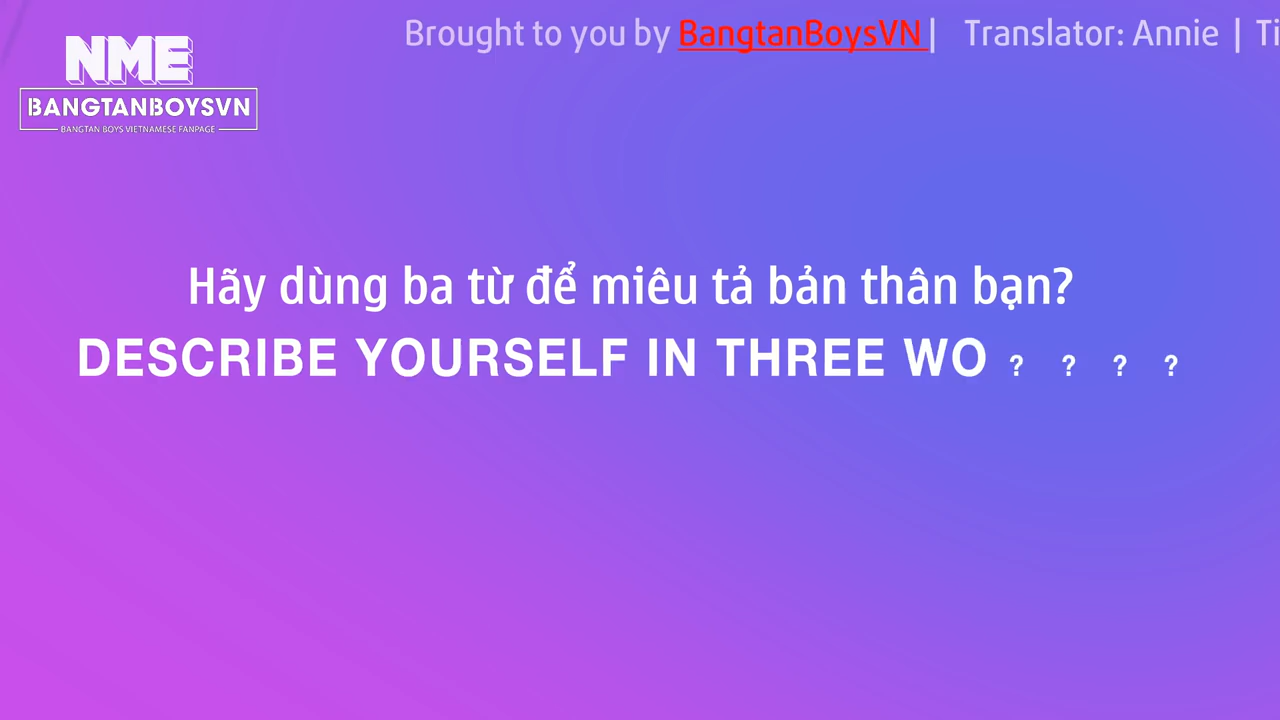 Brought to you by BangtanBoysVN | Translator: Annie | Ti
NME
BANGTANBOYSVN
BANGTAN BOYS VIETNAMESE FANPAGE
Hãy dùng ba từ để miêu tả bản thân bạn?
DESCRIBE YOURSELF IN THREE WO ? ? ? ?